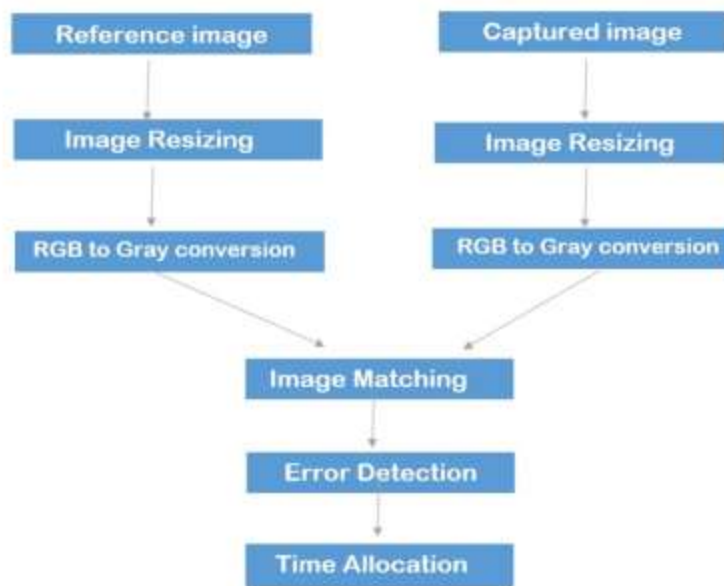 Reference image
Captured image
Image Resizing
Image Resizing
RGB to Gray conversion
RGB to Gray conversion
Image Matching
Error Detection
Time Allocation